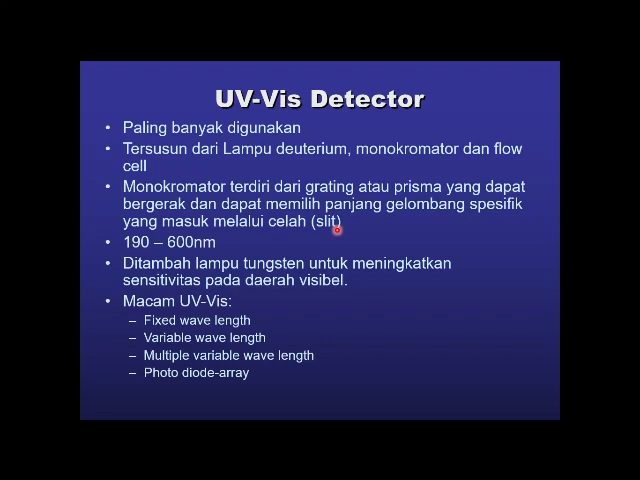 UV-Vis Detector
• Paling banyak digunakan
• Tersusun dari Lampu deuterium, monokromator dan flow
cell
• Monokromator terdiri dari grating atau prisma yang dapat
bergerak dan dapat memilih panjang gelombang spesifik
yang masuk melalui celah (slit)
• 190 – 600nm
• Ditambah lampu tungsten untuk meningkatkan
sensitivitas pada daerah visibel.
• Macam UV-Vis:
– Fixed wave length
– Variable wave length
– Multiple variable wave length
– Photo diode-array